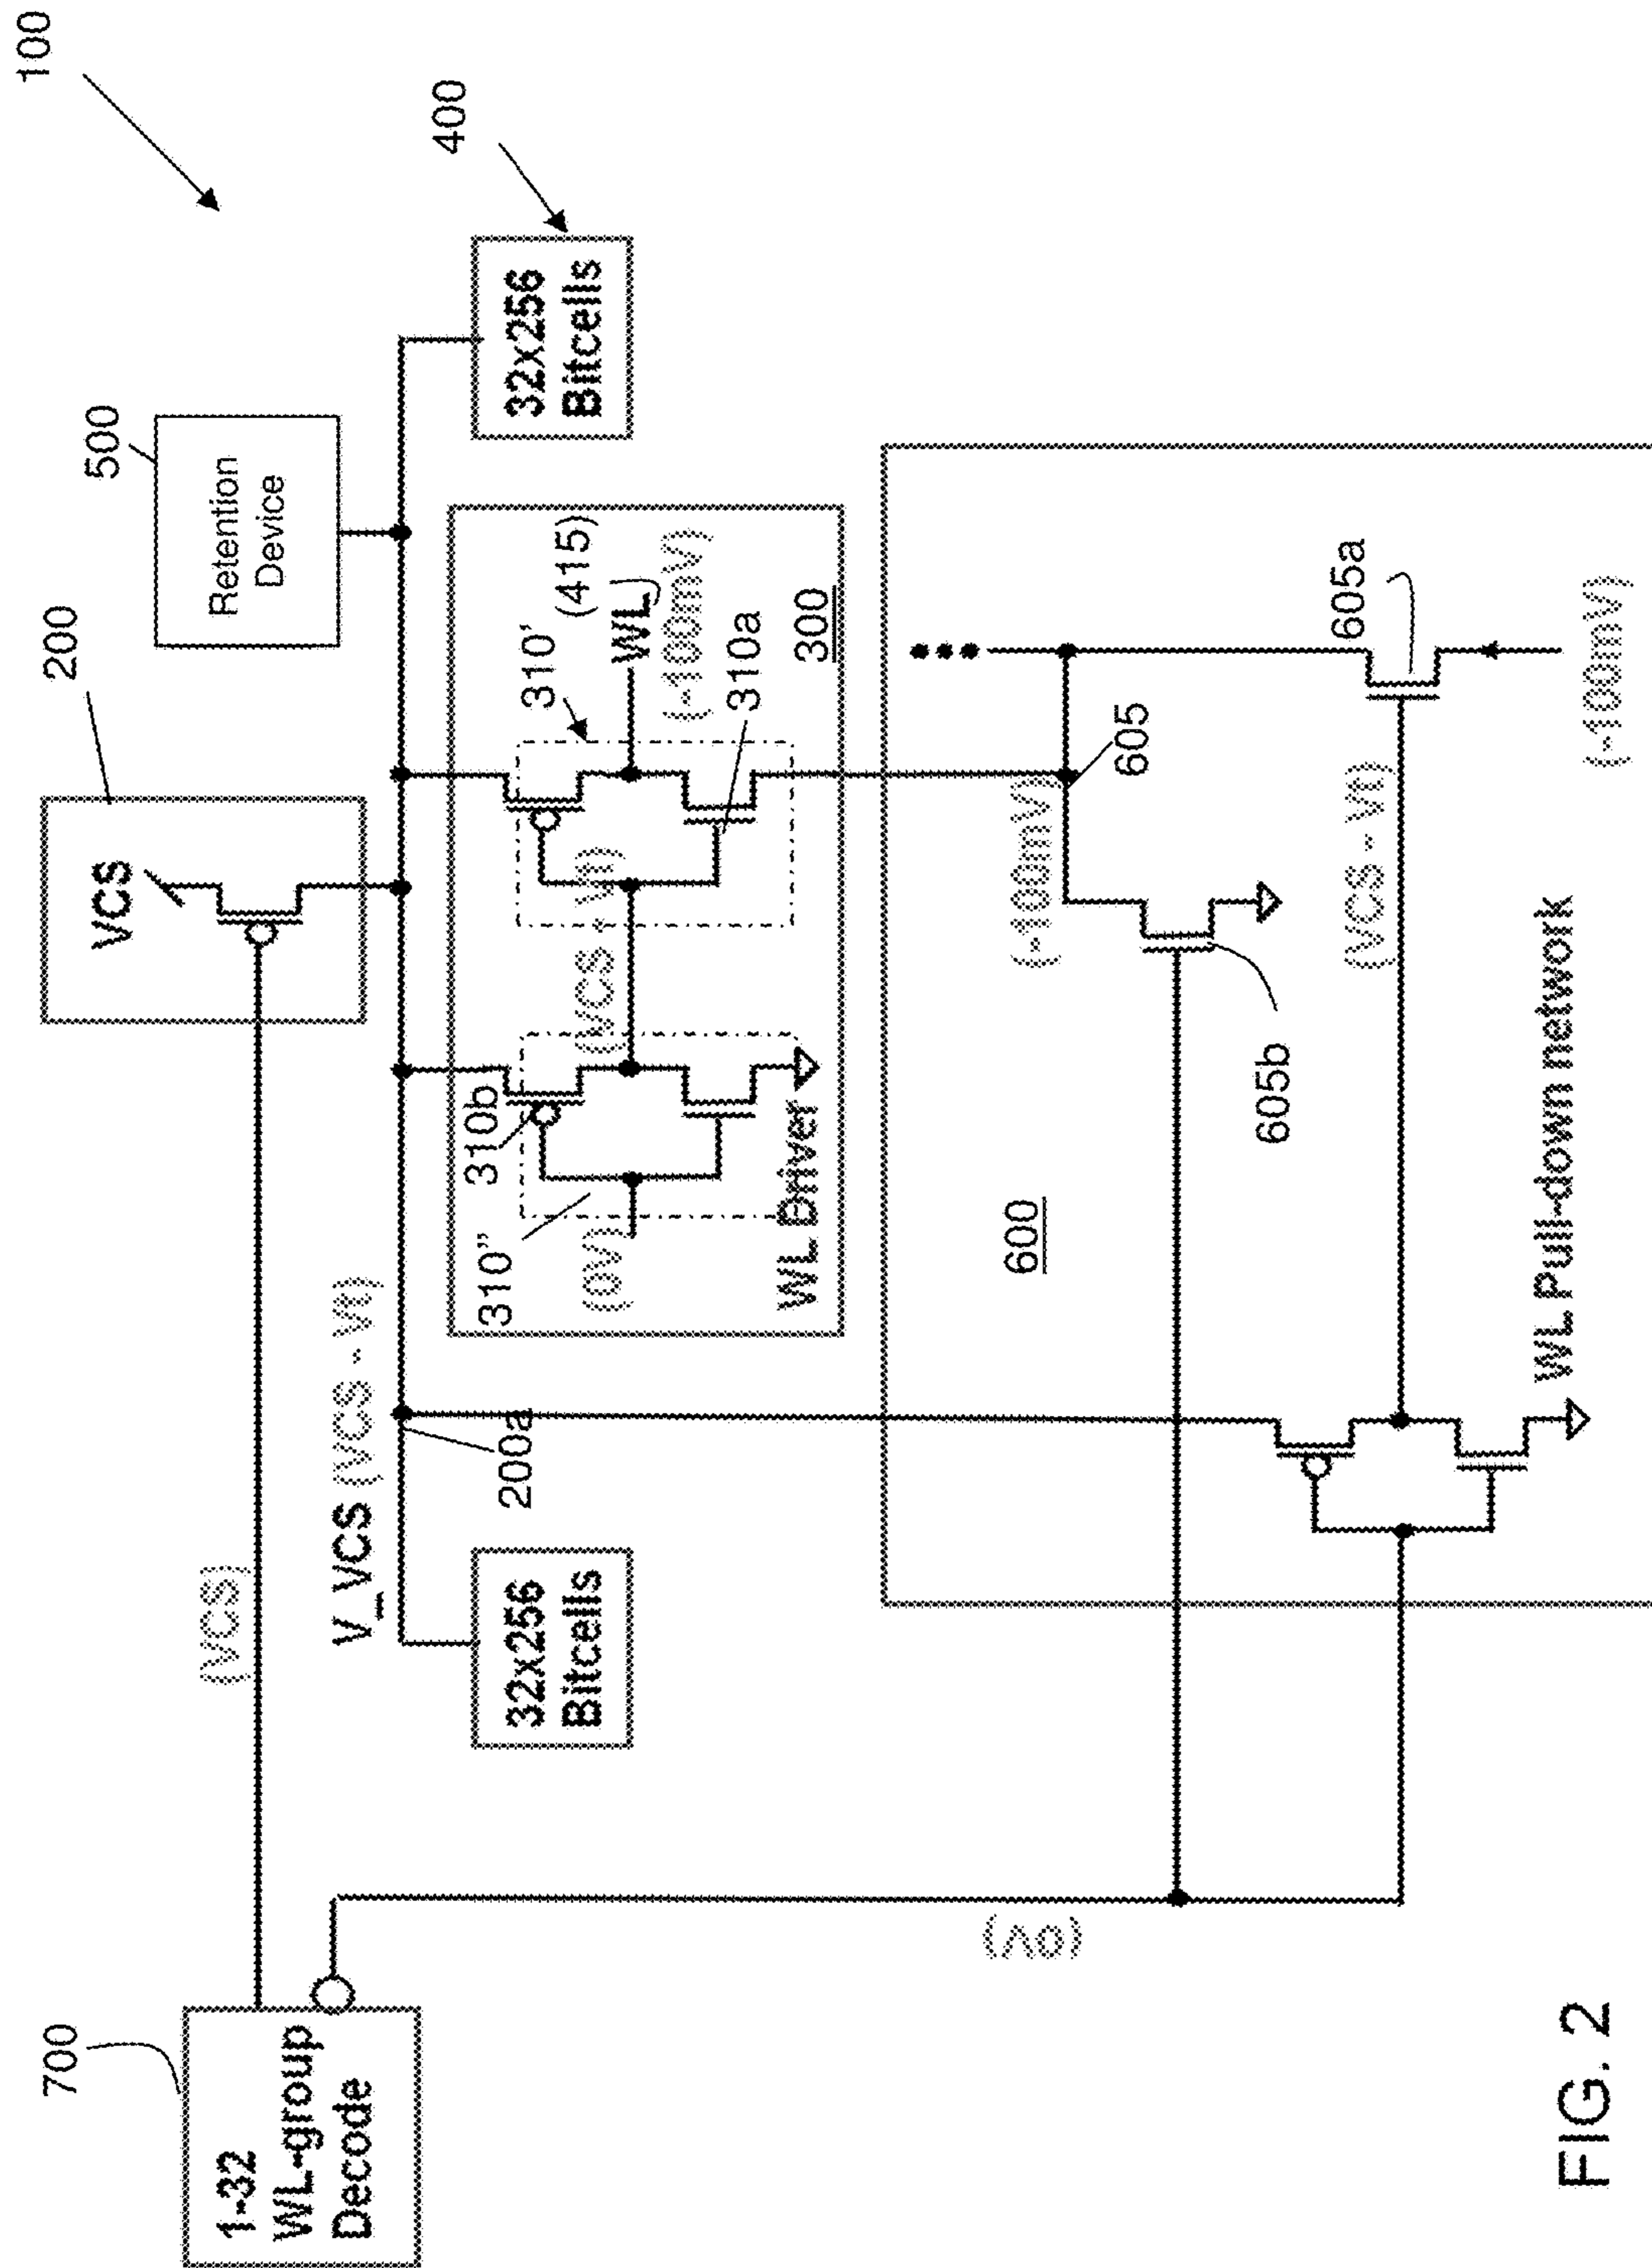 100
700
1-32
WL-group
Decode
(VCS)
200
VCS
500
Retention
Device
400
V_VCS (VCS - Vt)
200a
32x256
Bitcells
32x256
Bitcells
310"
310b
(0V)
WL Driver
(VCS - Vt)
310'
(415)
WL
(~-100mV)
310a
300
(0V)
600
605b
(~-100mV)
605
(VCS - Vt)
605a
(~-100mV)
WL Pull-down network
FIG. 2